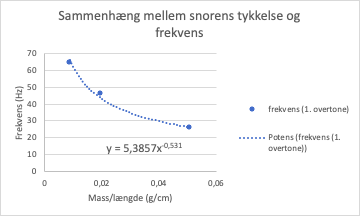 Sammenhæng mellem snorens tykkelse og
frekvens
70
60
50
40
30
20
10
0
Frekvens (Hz)
y = 5,3857x^-0,531
0
0,02
0,04
0,06
Mass/længde (g/cm)
frekvens (1. overtone)
Potens (frekvens (1.
overtone))